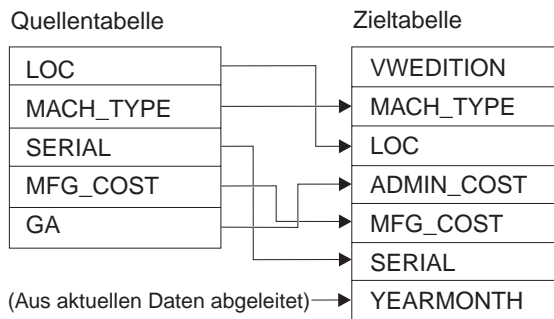 Quellentabelle
LOC
MACH_TYPE
SERIAL
MFG_COST
GA
(Aus aktuellen Daten abgeleitet)
Zieltabelle
VWEDITION
MACH_TYPE
LOC
ADMIN_COST
MFG_COST
SERIAL
YEARMONTH